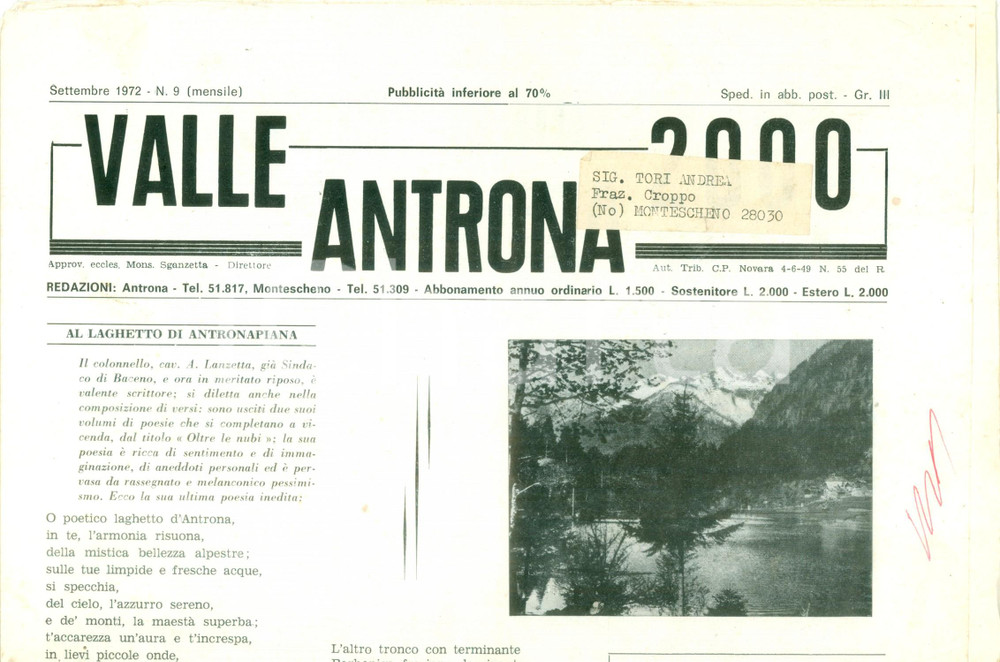 Settembre 1972 - N. 9 (mensile)
Pubblicità inferiore al 70%
Sped. in abb. post. - Gr. III
VALLE
ANTRONA
2000
SIG. TORI ANDREA
Fraz. Croppo
(No) MONTESCHENO 28030
Approv. eccles. Mons. Sganzetta - Direttore
Aut. Trib. C.P. Novara 4-6-49 N. 55 del R
REDAZIONI: Antrona - Tel. 51.817, Montescheno - Tel. 51.309 - Abbonamento annuo ordinario L. 1.500 - Sostenitore L. 2.000 - Estero L. 2.000
AL LAGHETTO DI ANTRONAPIANA
Il colonnello, cav. A. Lanzetta, già Sinda-
co di Baceno, e ora in meritato riposo, è
valente scrittore; si diletta anche nella
composizione di versi: sono usciti due suoi
volumi di poesie che si completano a vi-
cenda, dal titolo « Oltre le nubi »; la sua
poesia è ricca di sentimento e di imma-
ginazione, di aneddoti personali ed è per-
vasa da rassegnato e melanconico pessimi-
smo. Ecco la sua ultima poesia inedita:
O poetico laghetto d'Antrona,
in te, l'armonia risuona,
della mistica bellezza alpestre;
sulle tue limpide e fresche acque,
si specchia,
del cielo, l'azzurro sereno,
e de' monti, la maestà superba;
t'accarezza un'aura e t'increspa,
in lievi piccole onde,
L'altro tronco con terminante